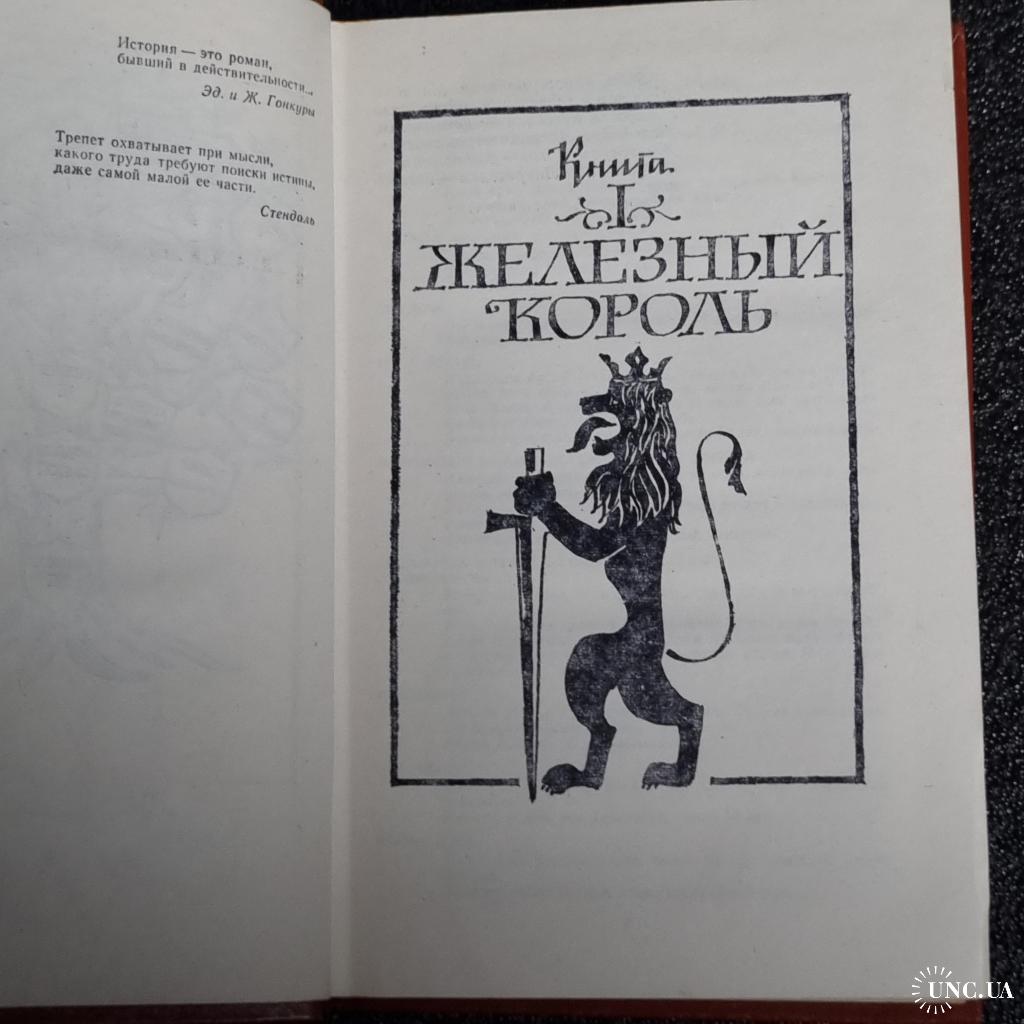 История — это роман,
бывший в действительности...
Эд. и Ж. Гонкуры
Трепет охватывает при мысли,
какого труда требуют поиски истины,
даже самой малой ее части.
Стендаль
Книга
I
ЖЕЛЕЗНЫЙ
КОРОЛЬ
UNC.UA